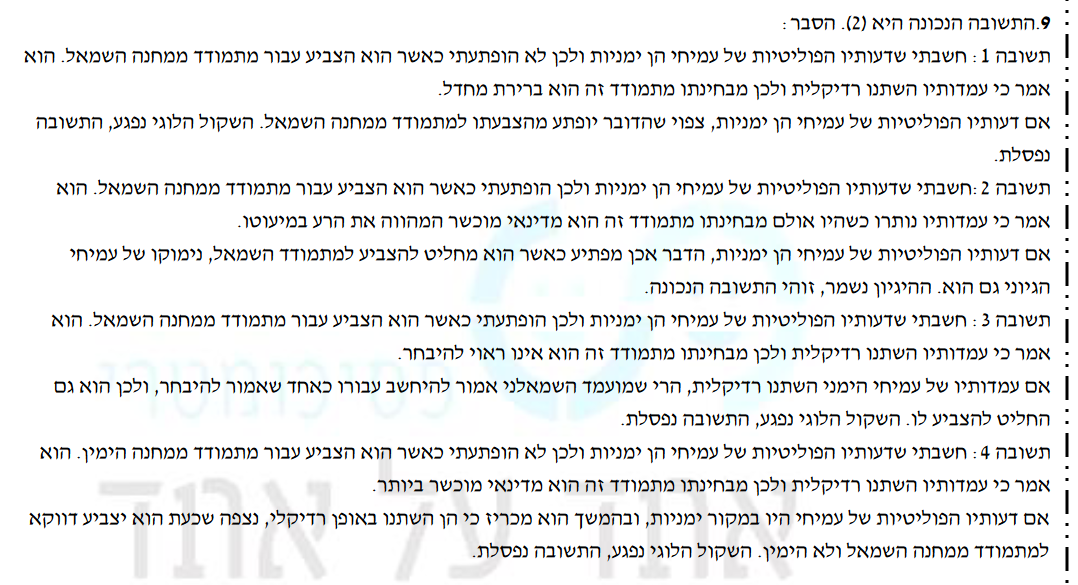 9.התשובה הנכונה היא (2). הסבר :
תשובה 1 : חשבתי שדעותיו הפוליטיות של עמיחי הן ימניות ולכן לא הופתעתי כאשר הוא הצביע עבור מתמודד ממחנה השמאל. הוא
אמר כי עמדותיו השתנו רדיקלית ולכן מבחינתו מתמודד זה הוא ברירת מחדל.
אם דעותיו הפוליטיות של עמיחי הן ימניות, צפוי שהדובר יופתע מהצבעתו למתמודד ממחנה השמאל. השקול הלוגי נפגע, התשובה
נפסלת.
תשובה 2 :חשבתי שדעותיו הפוליטיות של עמיחי הן ימניות ולכן הופתעתי כאשר הוא הצביע עבור מתמודד ממחנה השמאל. הוא
אמר כי עמדותיו נותרו כשהיו אולם מבחינתו מתמודד זה הוא מדינאי מוכשר המהווה את הרע במיעוטו.
אם דעותיו הפוליטיות של עמיחי הן ימניות, הדבר אכן מפתיע כאשר הוא מחליט להצביע למתמודד השמאל, נימוקו של עמיחי
הגיוני גם הוא. ההיגיון נשמר, זוהי התשובה הנכונה.
תשובה 3 : חשבתי שדעותיו הפוליטיות של עמיחי הן ימניות ולכן הופתעתי כאשר הוא הצביע עבור מתמודד ממחנה השמאל. הוא
אמר כי עמדותיו השתנו רדיקלית ולכן מבחינתו מתמודד זה הוא אינו ראוי להיבחר.
אם עמדותיו של עמיחי הימני השתנו רדיקלית, הרי שמועמד השמאלני אמור להיחשב עבורו כאחד שאמור להיבחר, ולכן הוא גם
החליט להצביע לו. השקול הלוגי נפגע, התשובה נפסלת.
תשובה 4 : חשבתי שדעותיו הפוליטיות של עמיחי הן ימניות ולכן לא הופתעתי כאשר הוא הצביע עבור מתמודד ממחנה הימין. הוא
אמר כי עמדותיו השתנו רדיקלית ולכן מבחינתו מתמודד זה הוא מדינאי מוכשר ביותר.
אם דעותיו הפוליטיות של עמיחי היו במקור ימניות, ובהמשך הוא מכריז כי הן השתנו באופן רדיקלי, נצפה שכעת הוא יצביע דווקא
למתמודד ממחנה השמאל ולא הימין. השקול הלוגי נפגע, התשובה נפסלת.
פסיכומטרי
אחד על אחד